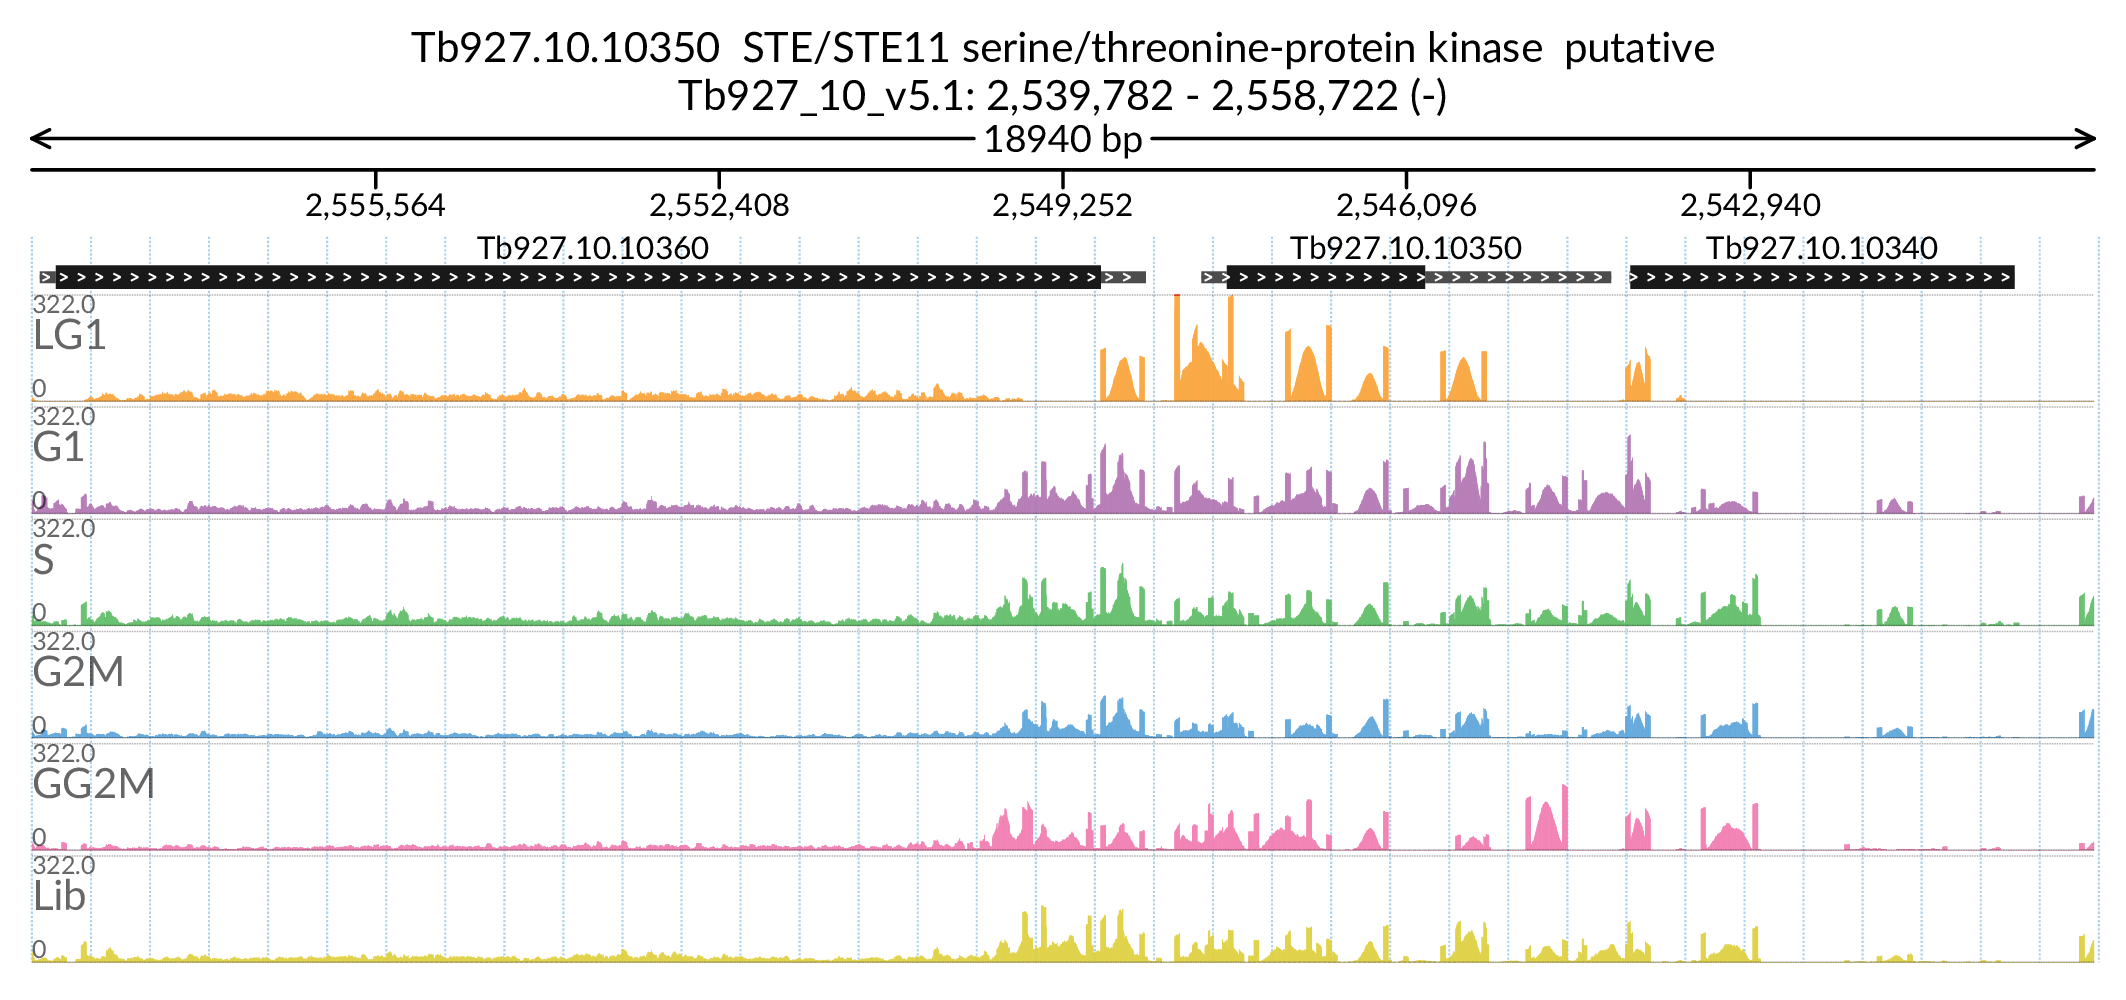 Tb927.10.10350 STE/STE11 serine/threonine-protein kinase putative
Tb927_10_v5.1: 2,539,782 - 2,558,722 (-)
18940 bp
2,555,564 2,552,408 2,549,252 2,546,096 2,542,940
Tb927.10.10360 Tb927.10.10350 Tb927.10.10340
322.0
LG1
0
322.0
G1
0
322.0
S
0
322.0
G2M
0
322.0
GG2M
0
322.0
Lib
0